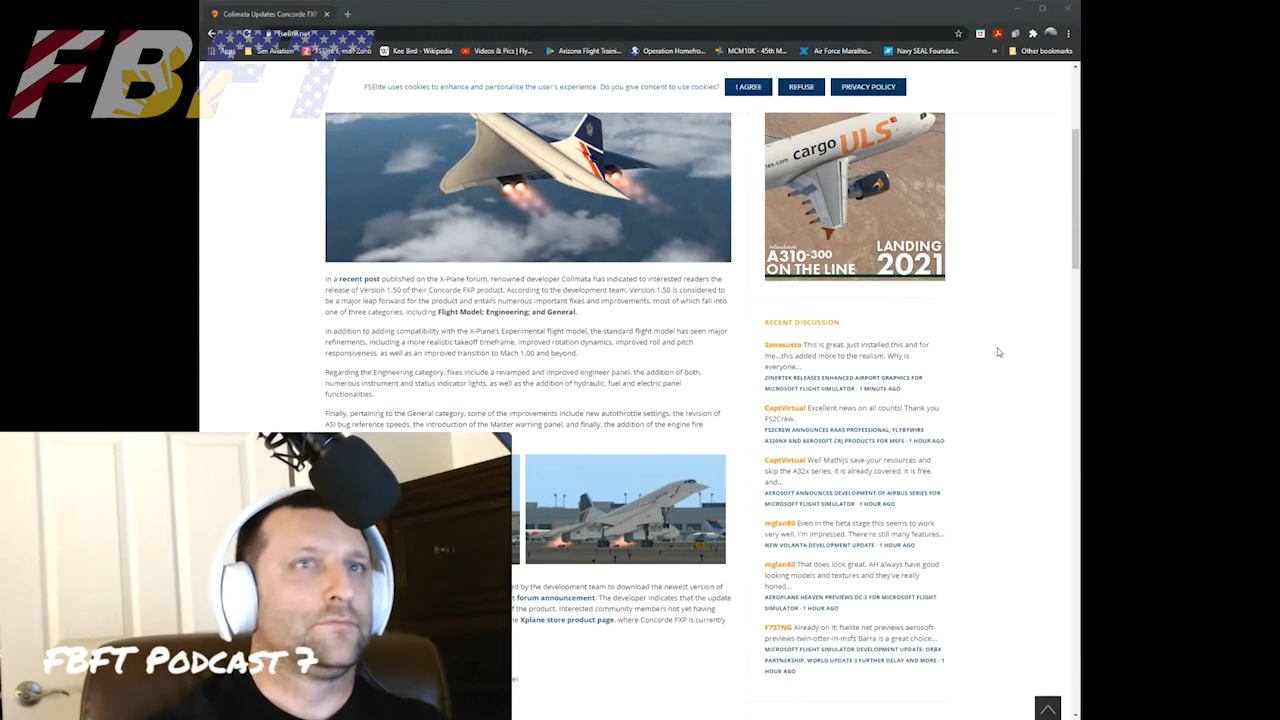 Colimata Updates Concorde FXP
fselite.net
Apps
Sim Aviation
FSElite E-mail Zoho
Kee Bird - Wikipedia
Videos & Pics | Fly...
Arizona Flight Traini...
Operation Homefro...
MCM10K - 45th M...
Air Force Maratho...
Navy SEAL Foundat...
Other bookmarks
FBFT
FSElite uses cookies to enhance and personalise the user's experience. Do you give consent to use cookies?
I AGREE
REFUSE
PRIVACY POLICY
cargo ULS
A310-300
ON THE LINE
LANDING
2021
In a recent post published on the X-Plane forum, renowned developer Colimata has indicated to interested readers the
release of Version 1.50 of their Concorde FXP product. According to the development team, Version 1.50 is considered to
be a major leap forward for the product and entails numerous important fixes and improvements, most of which fall into
one of three categories, including Flight Model; Engineering; and General.
In addition to adding compatibility with the X-Plane's Experimental flight model, the standard flight model has seen major
refinements, including a more realistic takeoff timeframe, improved rotation dynamics, improved roll and pitch
responsiveness, as well as an improved transition to Mach 1.00 and beyond.
Regarding the Engineering category, fixes include a revamped and improved engineer panel, the addition of both,
numerous instrument and status indicator lights, as well as the addition of hydraulic, fuel and electric panel
functionalities.
Finally, pertaining to the General category, some of the improvements include new autothrottle settings, the revision of
ASI bug reference speeds, the introduction of the Master warning panel, and finally, the addition of the engine fire
ed by the development team to download the newest version of
t forum announcement. The developer indicates that the update
of the product. Interested community members not yet having
he Xplane store product page, where Concorde FXP is currently
el.
RECENT DISCUSSION
Sonosusto This is great. Just installed this and for
me...this added more to the realism. Why is
everyone...
ZINERTEK RELEASES ENHANCED AIRPORT GRAPHICS FOR
MICROSOFT FLIGHT SIMULATOR · 1 MINUTE AGO
CaptVirtual Excellent news on all counts! Thank you
FS2Crew.
FS2CREW ANNOUNCES RAAS PROFESSIONAL, FLYBYWIRE
A320NX AND AEROSOFT CRJ PRODUCTS FOR MSFS · 1 HOUR AGO
CaptVirtual Well Mathijs save your resources and
skip the A32x series, it is already covered, it is free,
and...
AEROSOFT ANNOUNCES DEVELOPMENT OF AIRBUS SERIES FOR
MICROSOFT FLIGHT SIMULATOR · 1 HOUR AGO
mglan80 Even in the beta stage this seems to work
very well. I'm impressed. There're still many features...
NEW VOLANTA DEVELOPMENT UPDATE · 1 HOUR AGO
mglan80 That does look great. AH always have good
looking models and textures and they've really
honed...
AEROPLANE HEAVEN PREVIEWS DC-3 FOR MICROSOFT FLIGHT
SIMULATOR · 1 HOUR AGO
F737NG Already on it: fselite net previews aerosoft-
previews-twin-otter-in-msfs Barra is a great choice...
MICROSOFT FLIGHT SIMULATOR DEVELOPMENT UPDATE: ORBX
PARTNERSHIP, WORLD UPDATE 3 FURTHER DELAY AND MORE · 1
HOUR AGO
FBFT Podcast 7